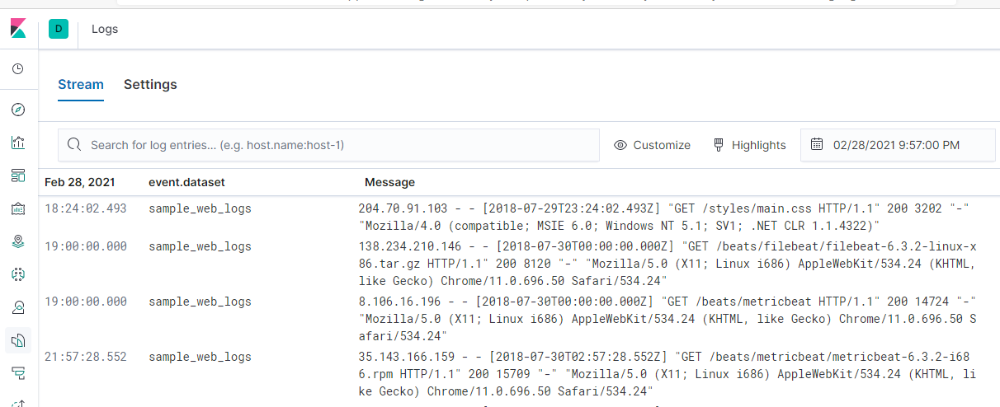 D Logs
Stream Settings
Search for log entries... (e.g. host.name:host-1) Customize Highlights 02/28/2021 9:57:00 PM
Feb 28, 2021 event.dataset Message
18:24:02.493 sample_web_logs 204.70.91.103 - - [2018-07-29T23:24:02.493Z] "GET /styles/main.css HTTP/1.1" 200 3202 "-"
"Mozilla/4.0 (compatible; MSIE 6.0; Windows NT 5.1; SV1; .NET CLR 1.1.4322)"
19:00:00.000 sample_web_logs 138.234.210.146 - - [2018-07-30T00:00:00.000Z] "GET /beats/filebeat/filebeat-6.3.2-linux-x
86.tar.gz HTTP/1.1" 200 8120 "-" "Mozilla/5.0 (X11; Linux i686) AppleWebKit/534.24 (KHTML,
like Gecko) Chrome/11.0.696.50 Safari/534.24"
19:00:00.000 sample_web_logs 8.106.16.196 - - [2018-07-30T00:00:00.000Z] "GET /beats/metricbeat HTTP/1.1" 200 14724 "-"
"Mozilla/5.0 (X11; Linux i686) AppleWebKit/534.24 (KHTML, like Gecko) Chrome/11.0.696.50 S
afari/534.24"
21:57:28.552 sample_web_logs 35.143.166.159 - - [2018-07-30T02:57:28.552Z] "GET /beats/metricbeat/metricbeat-6.3.2-i68
6.rpm HTTP/1.1" 200 15709 "-" "Mozilla/5.0 (X11; Linux i686) AppleWebKit/534.24 (KHTML, li
ke Gecko) Chrome/11.0.696.50 Safari/534.24"